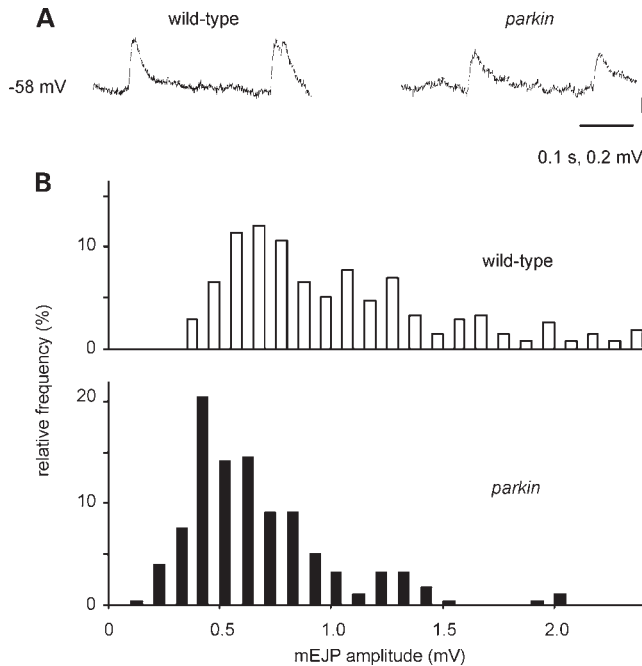 A
wild-type
parkin
-58 mV
0.1 s, 0.2 mV
B
10
0
wild-type
relative frequency (%)
20
10
0
parkin
0
0.5
1.0
1.5
2.0
mEJP amplitude (mV)